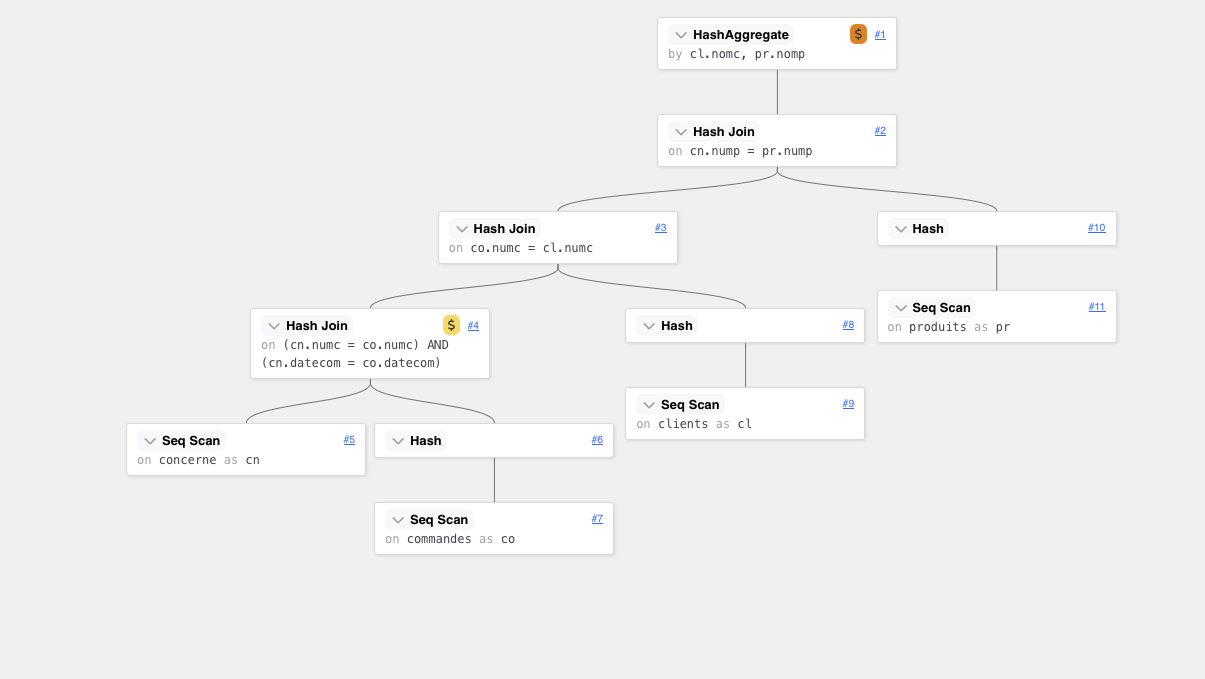 HashAggregate $ #1
by cl.nomc, pr.nomp
Hash Join #2
on cn.nump = pr.nump
Hash Join #3
on co.numc = cl.numc
Hash #10
Hash Join $ #4
on (cn.numc = co.numc) AND
(cn.datecom = co.datecom)
Hash #8
Seq Scan #11
on produits as pr
Seq Scan #9
on clients as cl
Seq Scan #5
on concerne as cn
Hash #6
Seq Scan #7
on commandes as co